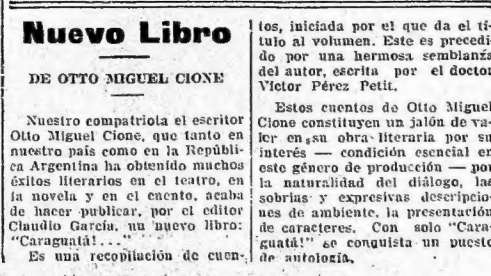 Nuevo Libro
DE OTTO MIGUEL CIONE
Nuestro compatriota el escritor
Otto Miguel Cione, que tanto en
nuestro país como en la Repúbli-
ca Argentina ha obtenido muchos
éxitos literarios en el teatro, en
la novela y en el cuento, acaba
de hacer publicar, por el editor
Claudio García, un nuevo libro:
"Caraguatá!..."
Es una recopilación de cuen-
tos, iniciada por el que da el tí-
tulo al volumen. Este es precedi-
do por una hermosa semblanza
del autor, escrita por el doctor
Víctor Pérez Petit.
Estos cuentos de Otto Miguel
Cione constituyen un jalón de va-
ler en su obra literaria por su
interés — condición esencial en
este género de producción — por
la naturalidad del diálogo, las
sobrias y expresivas descripcio-
nes de ambiente, la presentación
de caracteres. Con solo "Cara-
guatá!" se conquista un puesto
de antología.